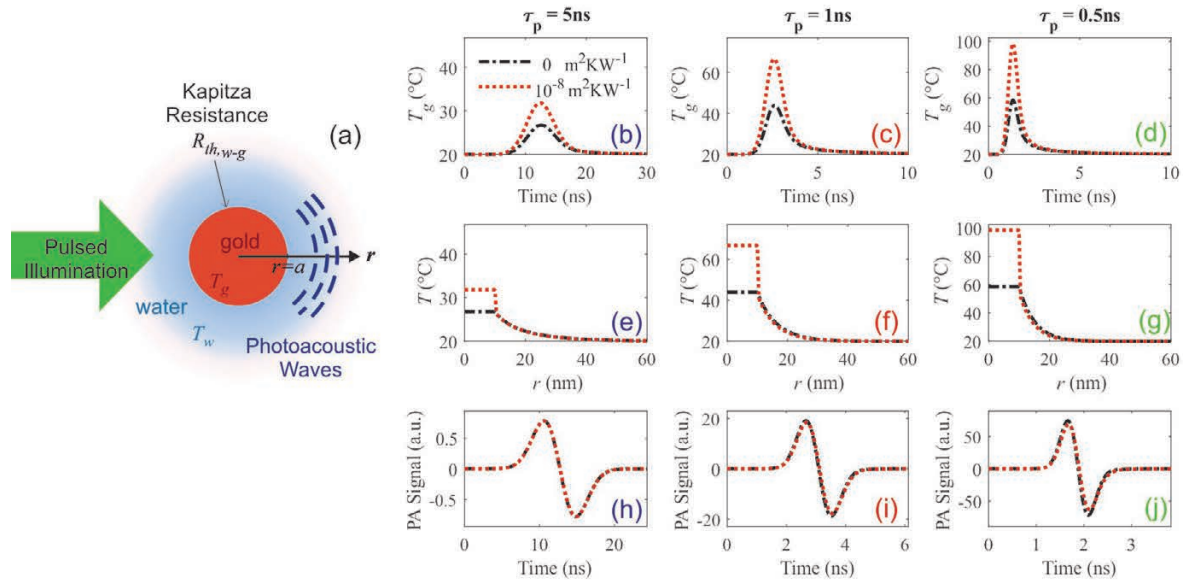 τp = 5ns
τp = 1ns
τp = 0.5ns
Kapitza
Resistance
Rth,w-g
(a)
Pulsed
Illumination
gold
r=a
r
Tg
water
Tw
Photoacoustic
Waves
40
30
20
Tg (°C)
0 m²KW⁻¹
10⁻⁸ m²KW⁻¹
(b)
0 10 20 30
Time (ns)
60
40
20
Tg (°C)
(c)
0 5 10
Time (ns)
100
80
60
40
20
Tg (°C)
(d)
0 5 10
Time (ns)
40
30
20
T (°C)
(e)
0 20 40 60
r (nm)
80
60
40
20
T (°C)
(f)
0 20 40 60
r (nm)
100
80
60
40
20
T (°C)
(g)
0 20 40 60
r (nm)
0.5
0
-0.5
PA Signal (a.u.)
(h)
0 10 20
Time (ns)
20
0
-20
PA Signal (a.u.)
(i)
0 2 4 6
Time (ns)
50
0
-50
PA Signal (a.u.)
(j)
0 1 2 3
Time (ns)